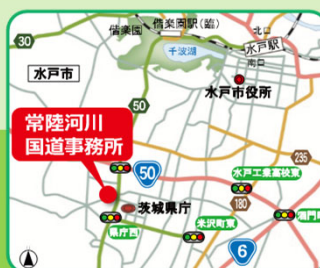 偕楽園
偕楽園駅(臨)
北口
水戸駅
南口
30
千波湖
水戸市
水戸市役所
50
常陸河川
国道事務所
50
水戸工業高校東
235
180
茨城県庁
県庁西
米沢町東
6